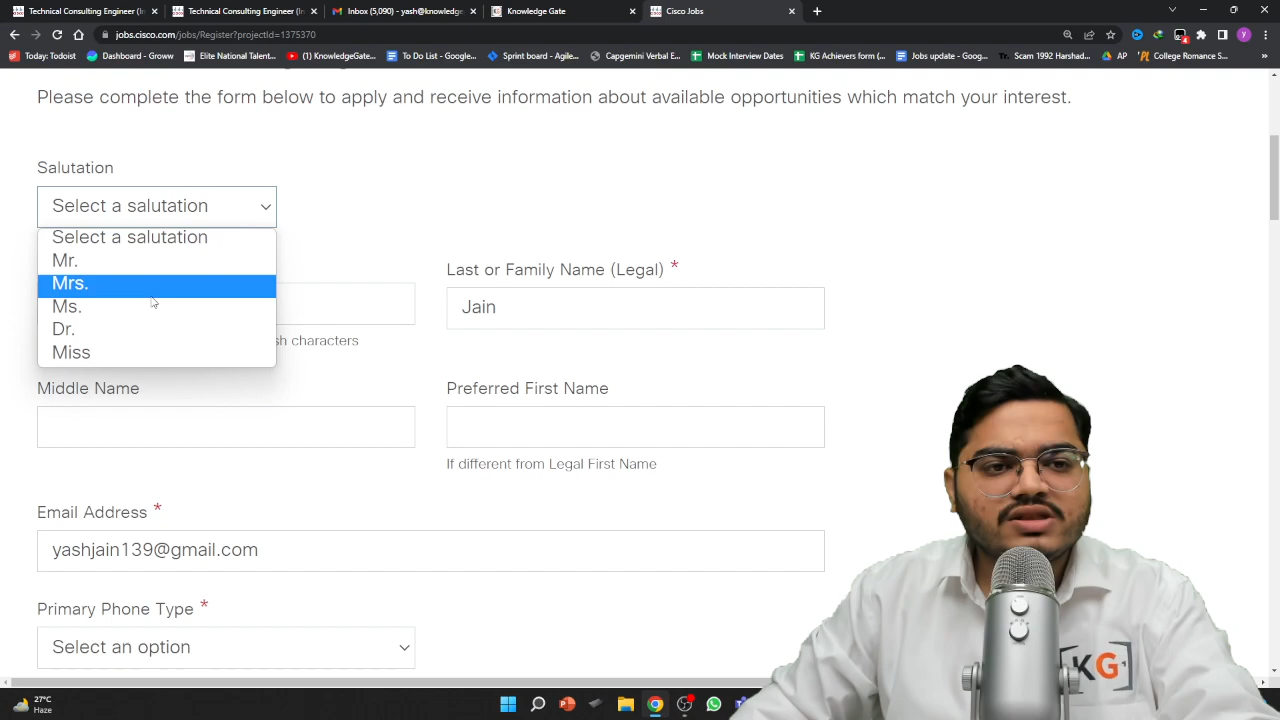 Technical Consulting Engineer (In
Technical Consulting Engineer (In
Inbox (5,090) - yash@knowledge
Knowledge Gate
Cisco Jobs
jobs.cisco.com/jobs/Register?projectId=1375370
Today: Todoist
Dashboard - Groww
Elite National Talent...
(1) KnowledgeGate...
To Do List - Google...
Sprint board - Agile...
Capgemini Verbal E...
Mock Interview Dates
KG Achievers form (...
Jobs update - Goog...
Scam 1992 Harshad...
AP
College Romance S...
Please complete the form below to apply and receive information about available opportunities which match your interest.
Salutation
Select a salutation
Select a salutation
Mr.
Mrs.
Ms.
Dr.
Miss
Last or Family Name (Legal) *
Jain
sh characters
Middle Name
Preferred First Name
If different from Legal First Name
Email Address *
yashjain139@gmail.com
Primary Phone Type *
Select an option
KG
27°C
Haze